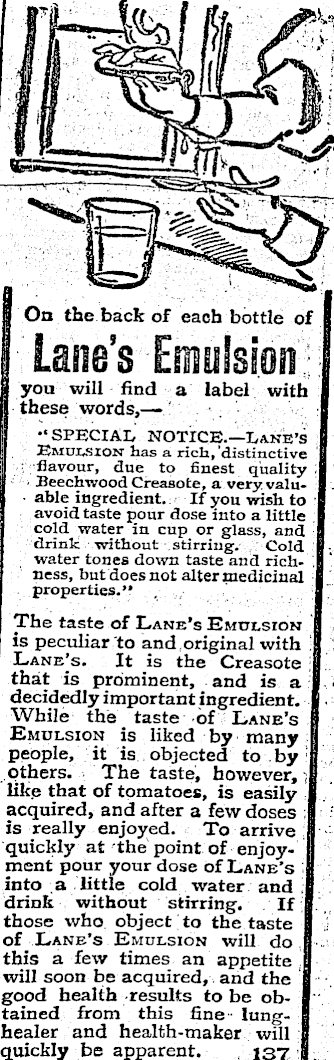 On the back of each bottle of
Lane's Emulsion
you will find a label with
these words,—
"SPECIAL NOTICE.—LANE'S
EMULSION has a rich, distinctive
flavour, due to finest quality
Beechwood Creasote, a very valu-
able ingredient. If you wish to
avoid taste pour dose into a little
cold water in cup or glass, and
drink without stirring. Cold
water tones down taste and rich-
ness, but does not alter medicinal
properties."
The taste of LANE'S EMULSION
is peculiar to and original with
LANE'S. It is the Creasote
that is prominent, and is a
decidedly important ingredient.
While the taste of LANE'S
EMULSION is liked by many
people, it is objected to by
others. The taste, however,
like that of tomatoes, is easily
acquired, and after a few doses
is really enjoyed. To arrive
quickly at the point of enjoy-
ment pour your dose of LANE'S
into a little cold water and
drink without stirring. If
those who object to the taste
of LANE'S EMULSION will do
this a few times an appetite
will soon be acquired, and the
good health results to be ob-
tained from this fine lung-
healer and health-maker will
quickly be apparent. 137